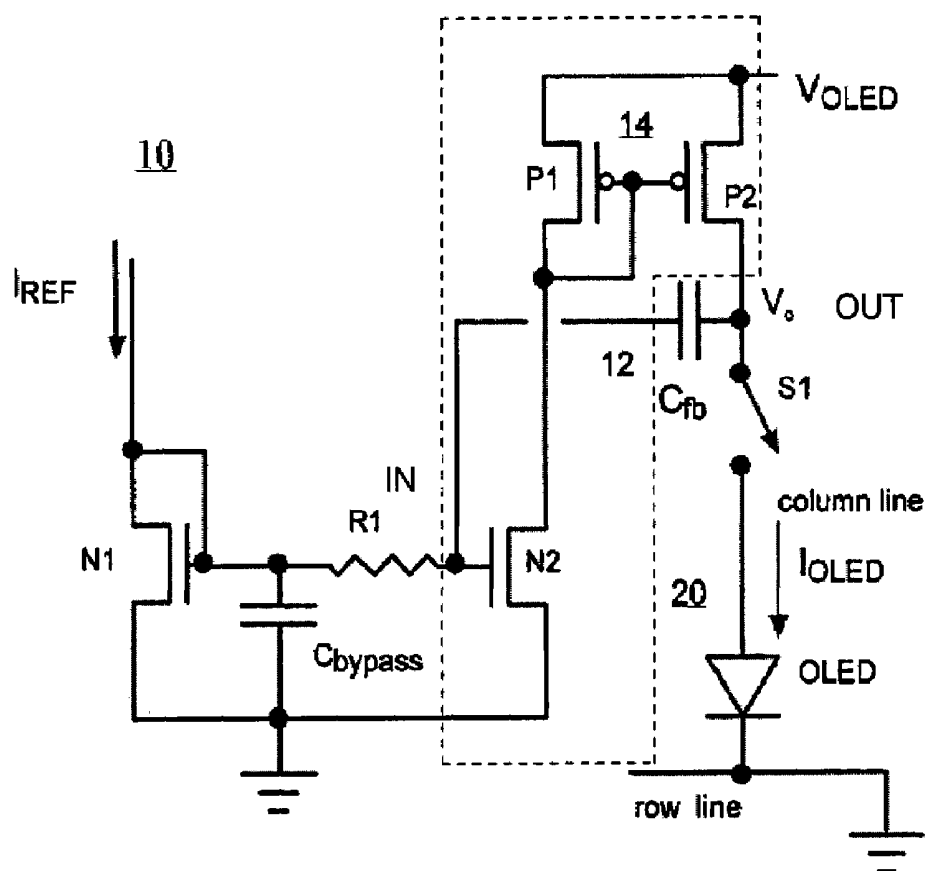 V_OLED
14
10
P1
P2
I_REF
V_o
OUT
12
C_fb
S1
IN
column line
R1
N1
N2
I_OLED
20
C_bypass
OLED
row line